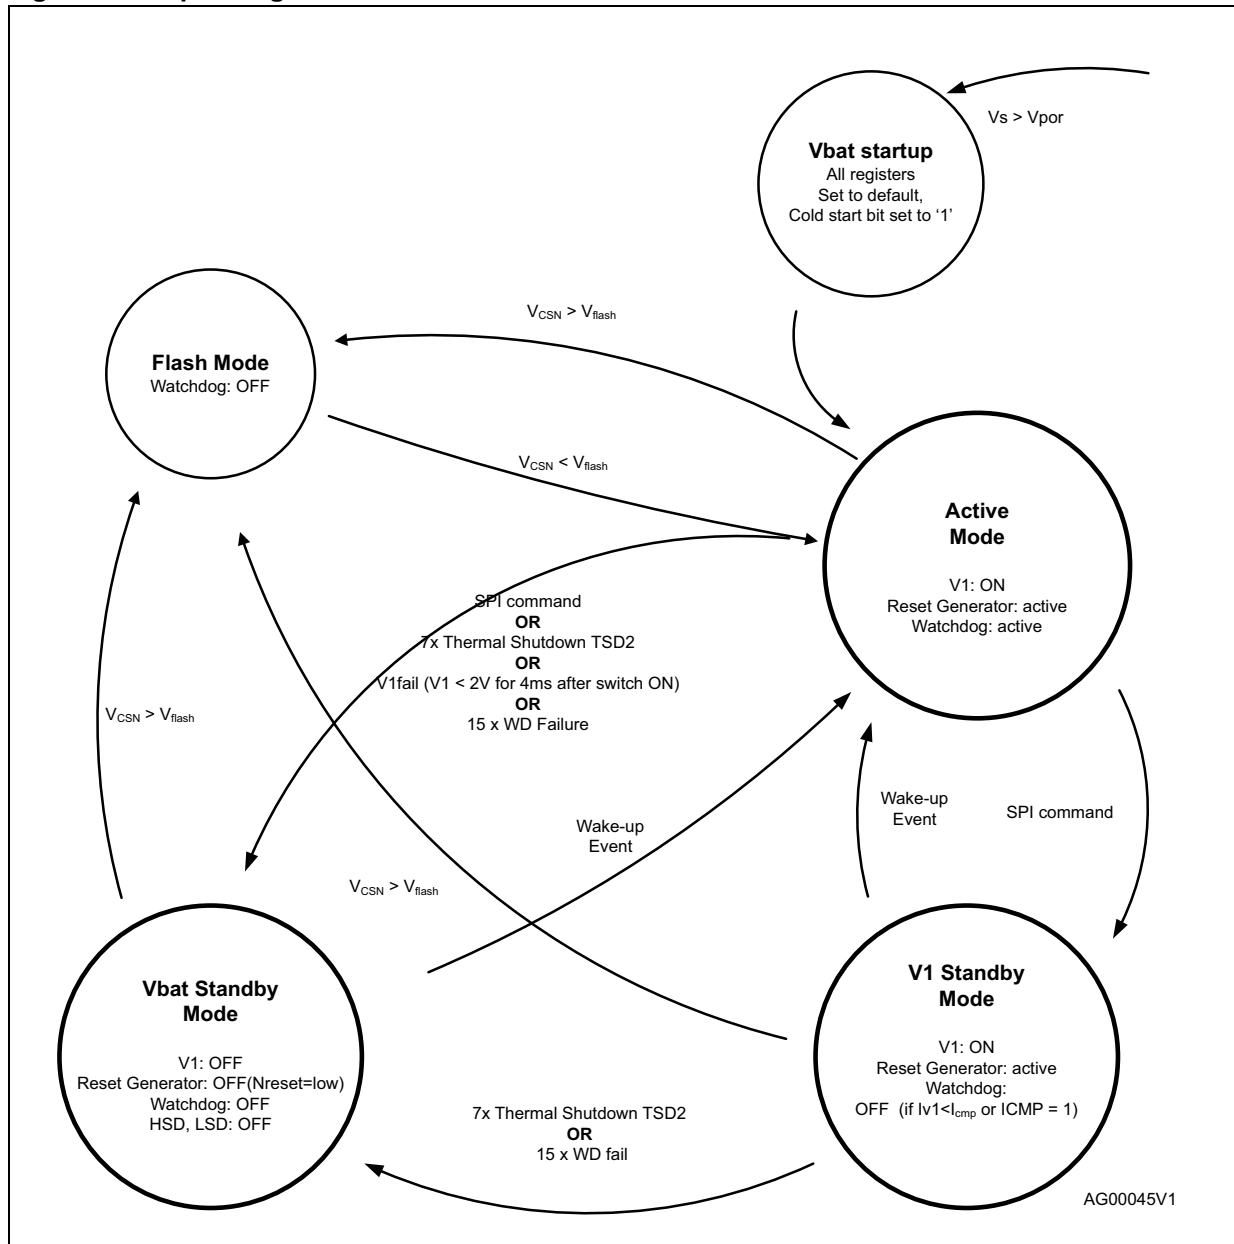 Vs > Vpor
Vbat startup
All registers
Set to default,
Cold start bit set to ‘1’
VCSN > Vflash
Flash Mode
Watchdog: OFF
VCSN < Vflash
Active
Mode
V1: ON
Reset Generator: active
Watchdog: active
SPI command
OR
7x Thermal Shutdown TSD2
OR
V1fail (V1 < 2V for 4ms after switch ON)
OR
15 x WD Failure
VCSN > Vflash
Wake-up
Event
Wake-up
Event
SPI command
VCSN > Vflash
Vbat Standby
Mode
V1: OFF
Reset Generator: OFF(Nreset=low)
Watchdog: OFF
HSD, LSD: OFF
V1 Standby
Mode
V1: ON
Reset Generator: active
Watchdog:
OFF (if Iv1<Icmp or ICMP = 1)
7x Thermal Shutdown TSD2
OR
15 x WD fail
AG00045V1